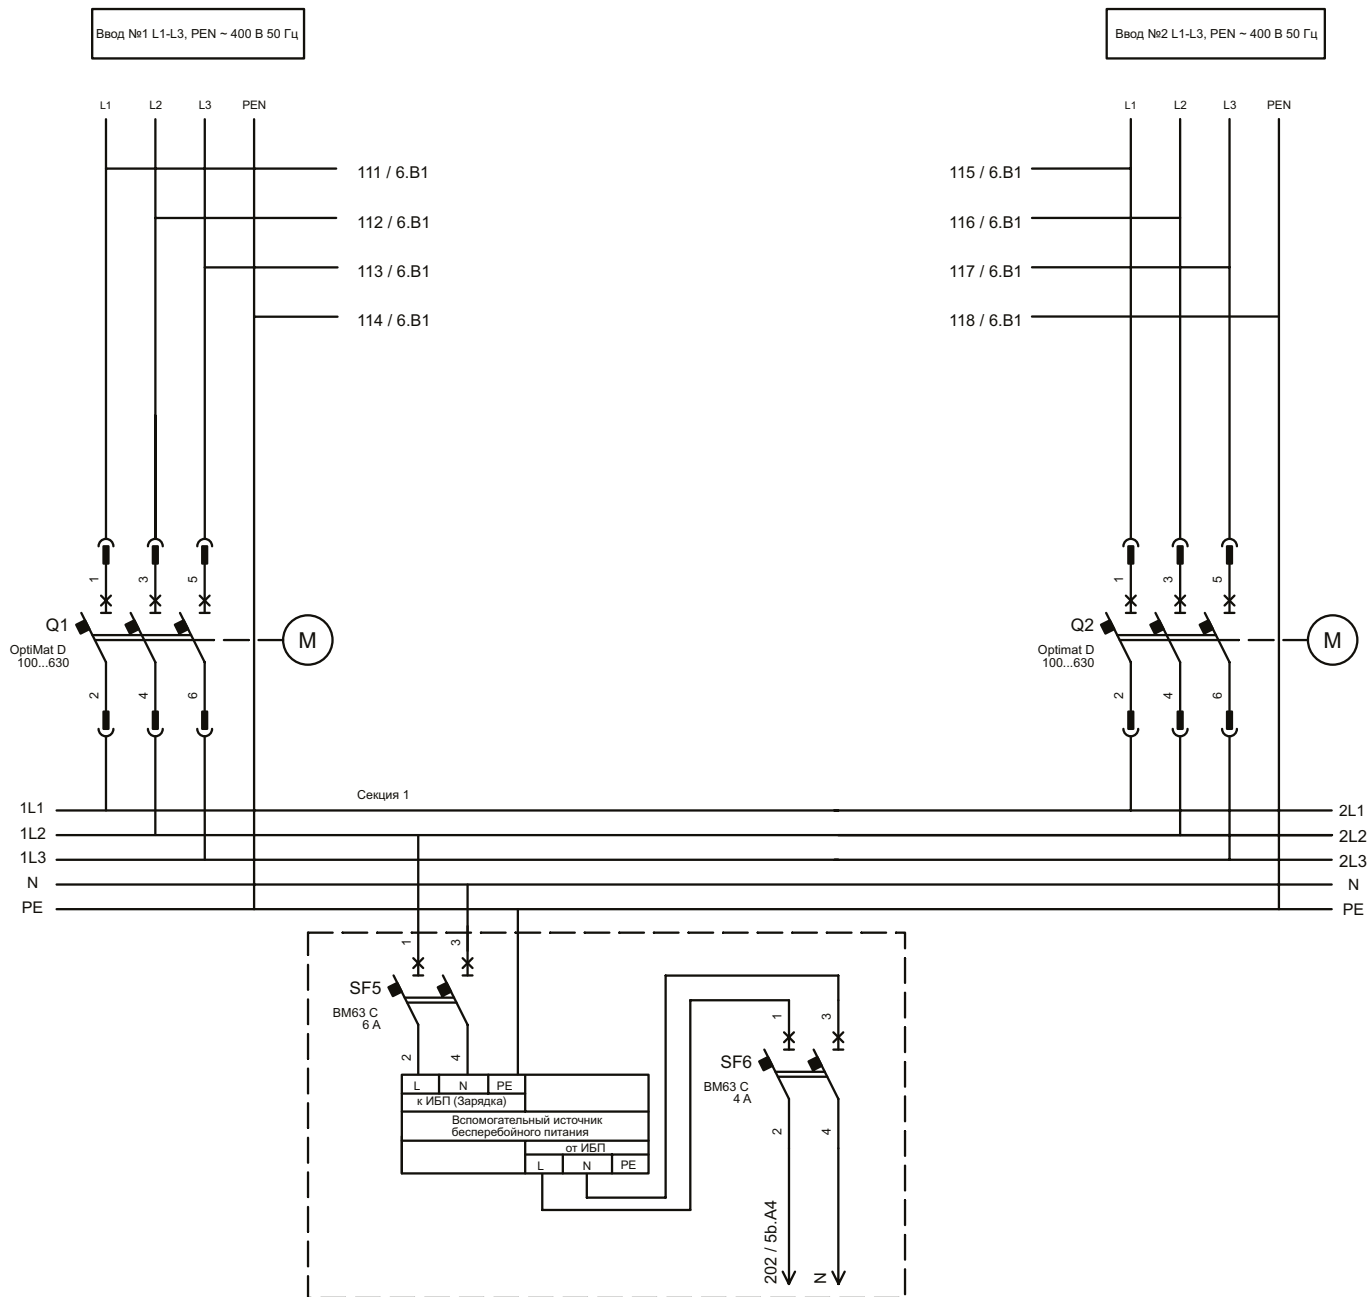 Ввод №1 L1-L3, PEN ~ 400 В 50 Гц
Ввод №2 L1-L3, PEN ~ 400 В 50 Гц
L1 L2 L3 PEN
L1 L2 L3 PEN
111 / 6.B1
115 / 6.B1
112 / 6.B1
116 / 6.B1
113 / 6.B1
117 / 6.B1
114 / 6.B1
118 / 6.B1
1 3 5
1 3 5
Q1
M
OptiMat D
100...630
Q2
M
Optimat D
100...630
2 4 6
2 4 6
Секция 1
1L1
2L1
1L2
2L2
1L3
2L3
N
N
PE
PE
1 3
SF5
ВМ63 С
6 А
2 4
1 3
SF6
ВМ63 С
4 А
2 4
L N PE
к ИБП (Зарядка)
Вспомогательный источник
бесперебойного питания
от ИБП
L N PE
202 / 5b.A4
N